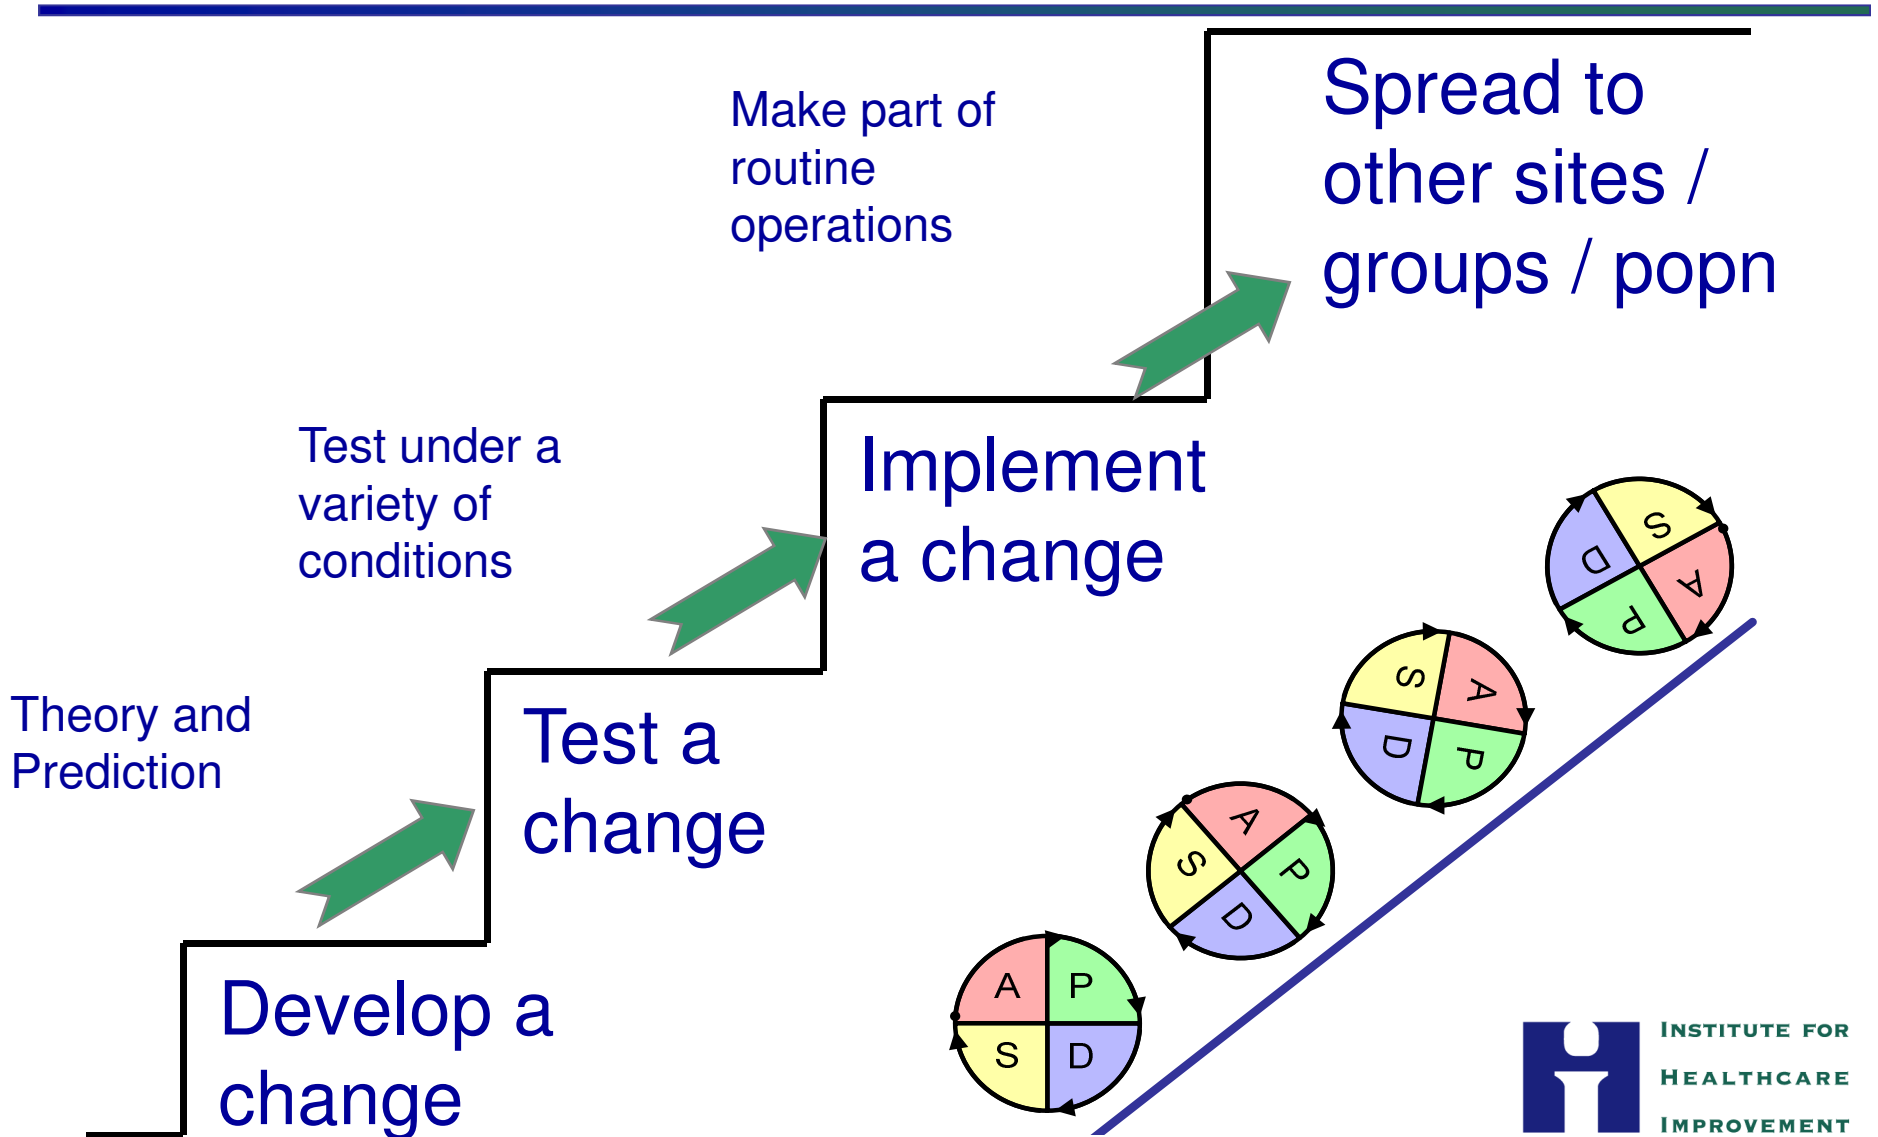 Spread to
other sites /
groups / popn
Make part of
routine
operations
Implement
a change
Test under a
variety of
conditions
Test a
change
Theory and
Prediction
Develop a
change
S
D
A
P
S
A
D
P
A
S
P
D
A
P
S
D
INSTITUTE FOR
HEALTHCARE
IMPROVEMENT